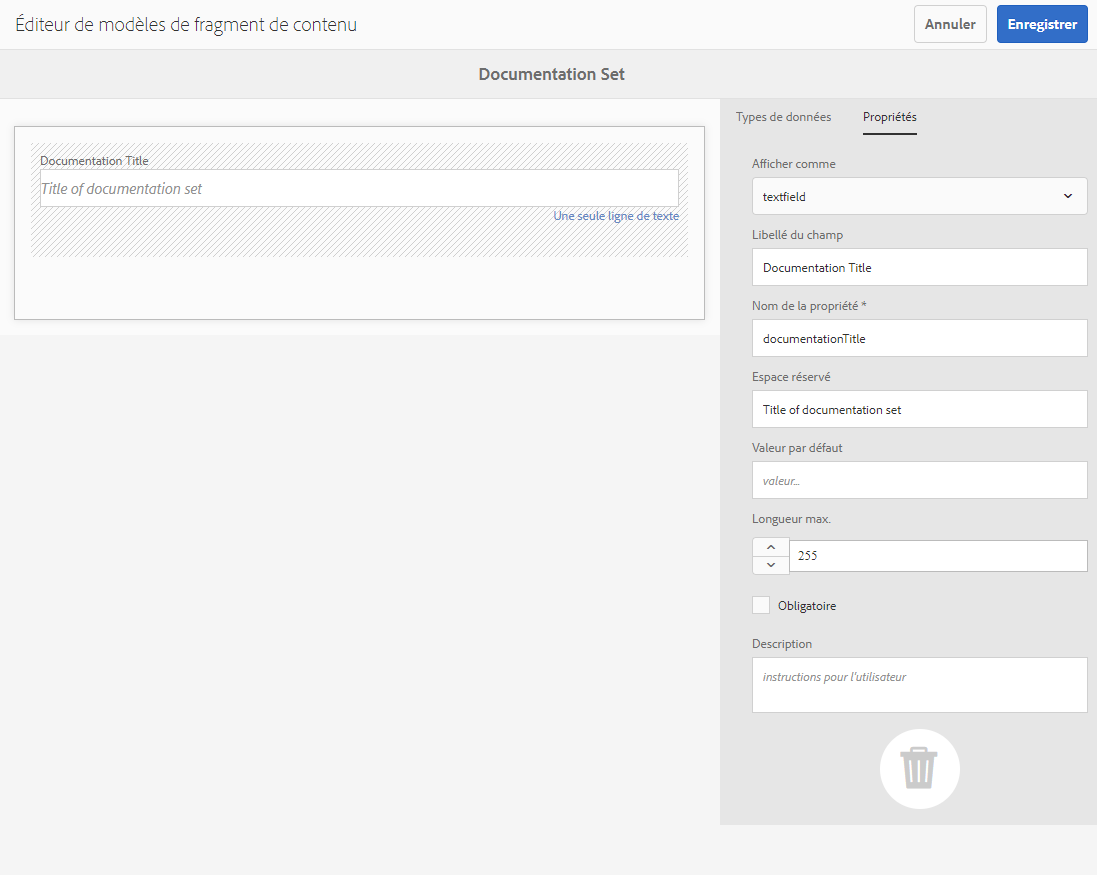 Éditeur de modèles de fragment de contenu
Annuler
Enregistrer
Documentation Set
Documentation Title
Title of documentation set
Une seule ligne de texte
Types de données
Propriétés
Afficher comme
textfield
Libellé du champ
Documentation Title
Nom de la propriété *
documentationTitle
Espace réservé
Title of documentation set
Valeur par défaut
valeur...
Longueur max.
255
Obligatoire
Description
instructions pour l'utilisateur